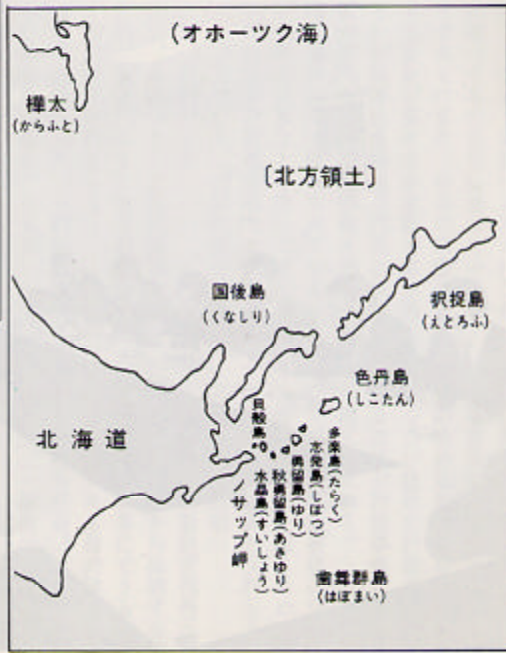 (オホーツク海)
樺太
(からふと)
〔北方領土〕
国後島
(くなしり)
択捉島
(えとろふ)
色丹島
(しこたん)
北海道
貝殻島
ノサップ岬
水晶島(すいしょう)
秋勇留島(あきゆり)
勇留島(ゆり)
志発島(しぼつ)
多楽島(たらく)
歯舞群島
(はぼまい)